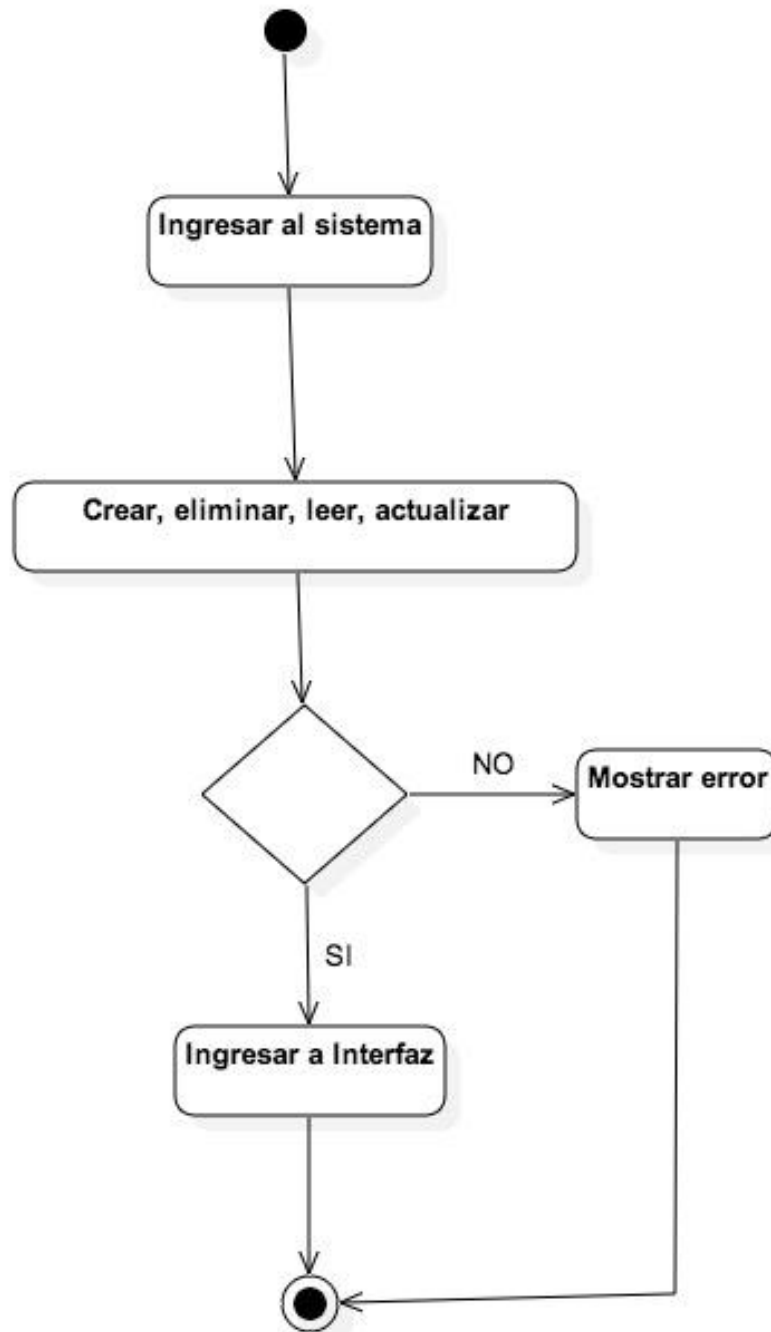 Ingresar al sistema
Crear, eliminar, leer, actualizar
NO
Mostrar error
SI
Ingresar a Interfaz